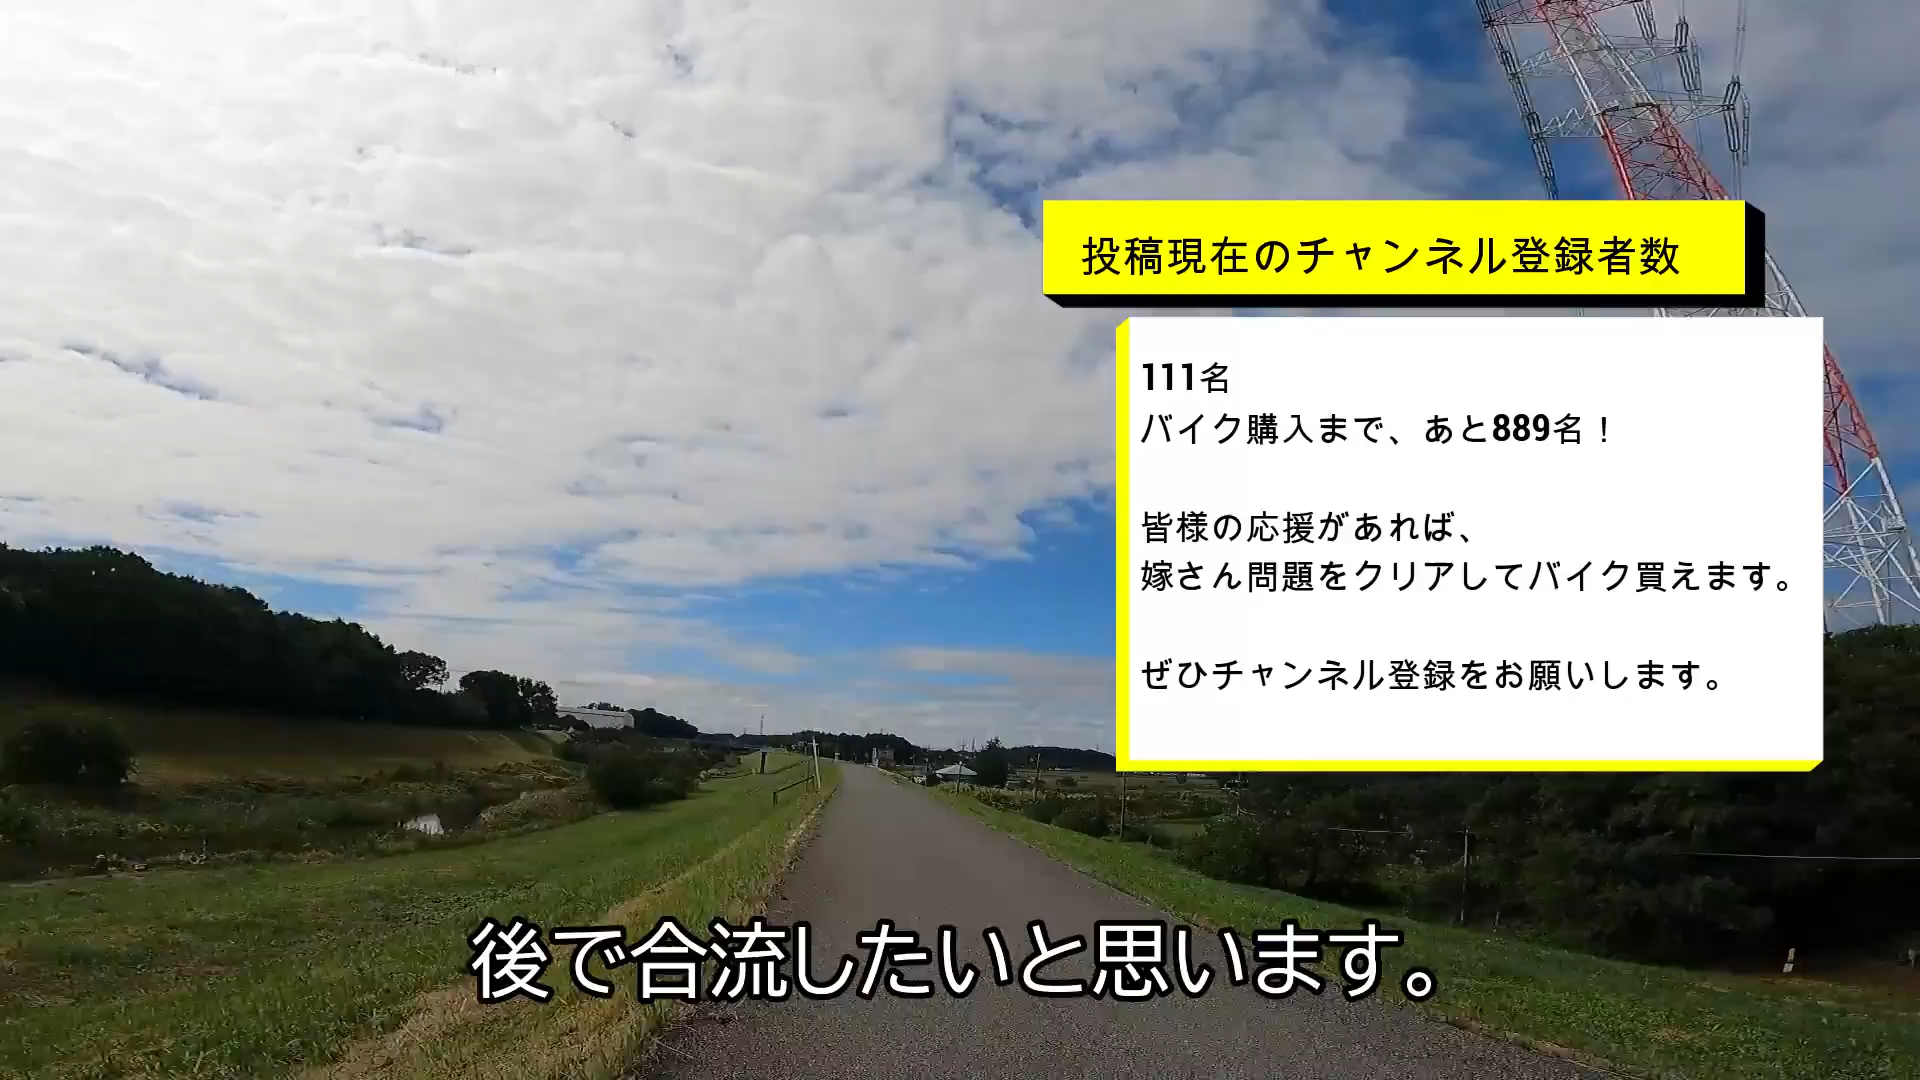 投稿現在のチャンネル登録者数
111名
バイク購入まで、あと889名！
皆様の応援があれば、
嫁さん問題をクリアしてバイク買えます。
ぜひチャンネル登録をお願いします。
後で合流したいと思います。